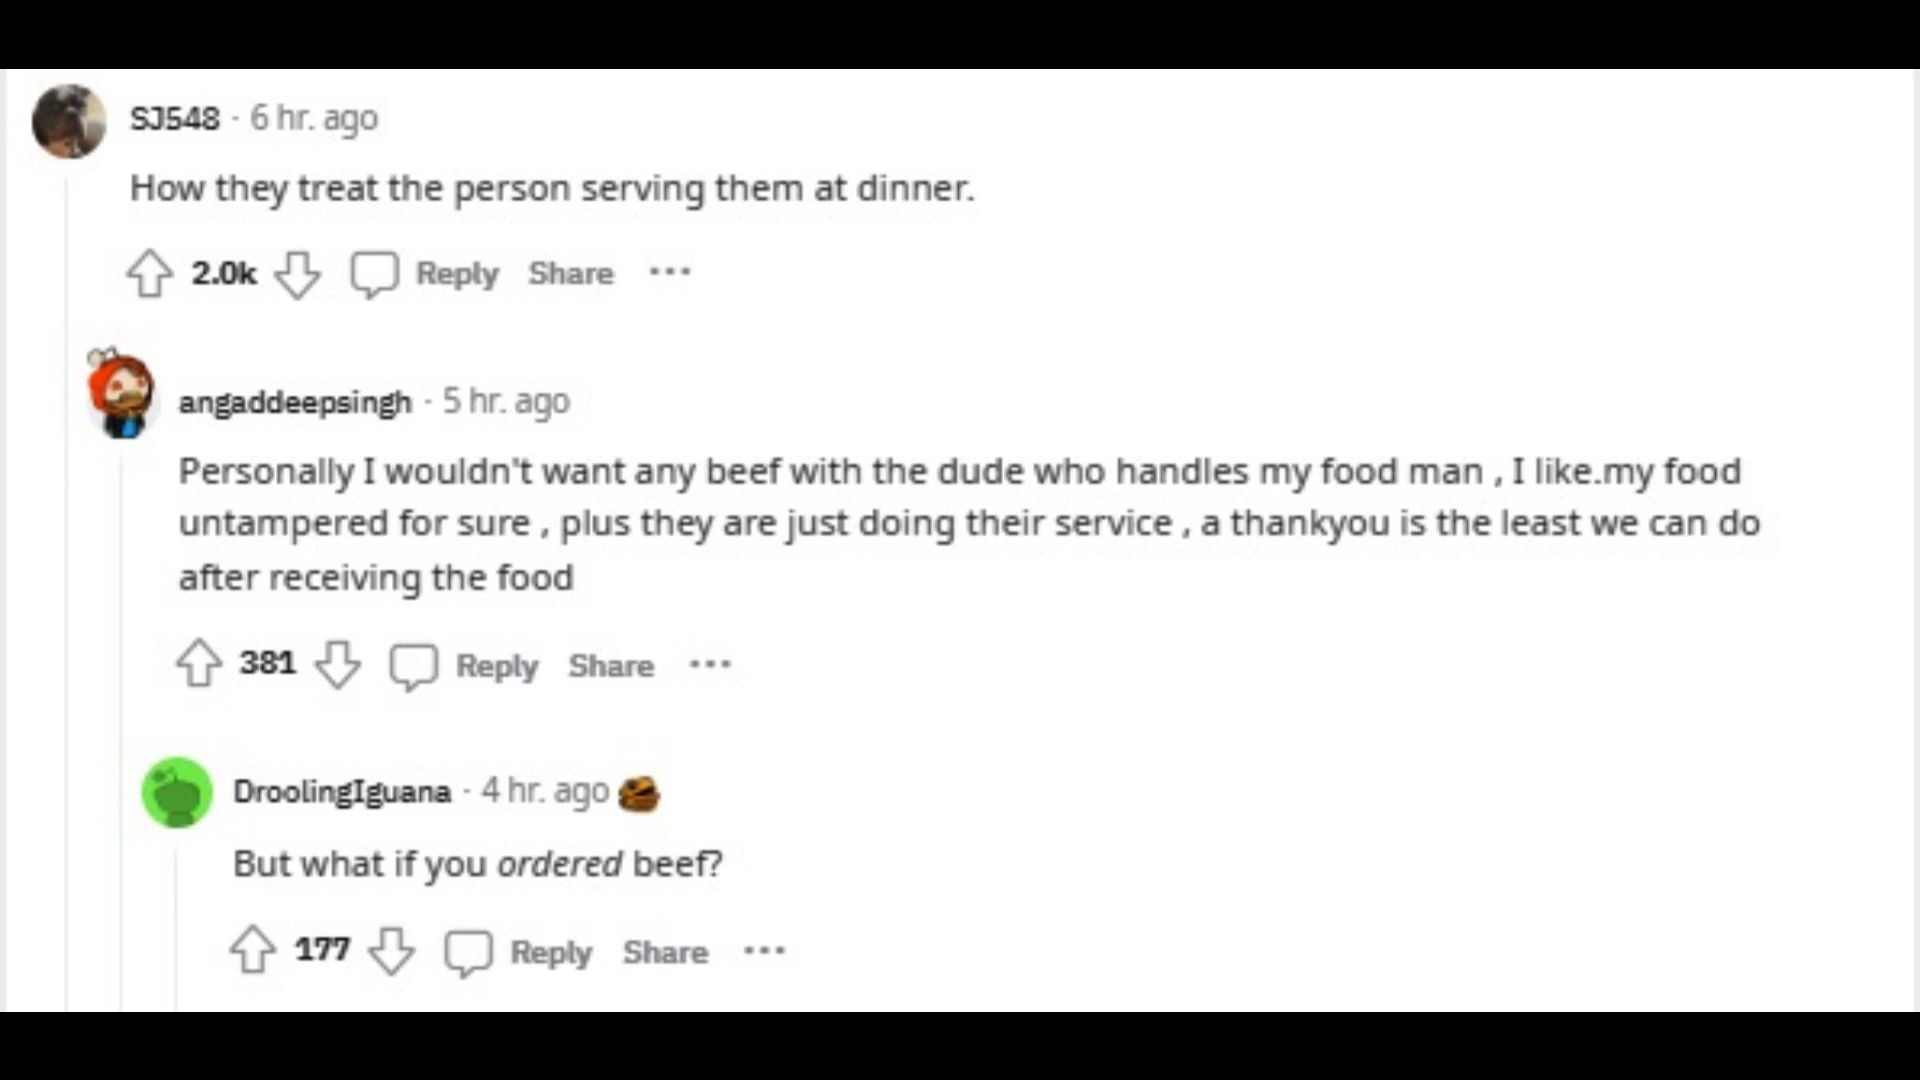 SJ548 · 6 hr. ago
How they treat the person serving them at dinner.
2.0k Reply Share ···
angaddeepsingh · 5 hr. ago
Personally I wouldn't want any beef with the dude who handles my food man , I like.my food
untampered for sure , plus they are just doing their service , a thankyou is the least we can do
after receiving the food
381 Reply Share ···
DroolingIguana · 4 hr. ago
But what if you ordered beef?
177 Reply Share ···